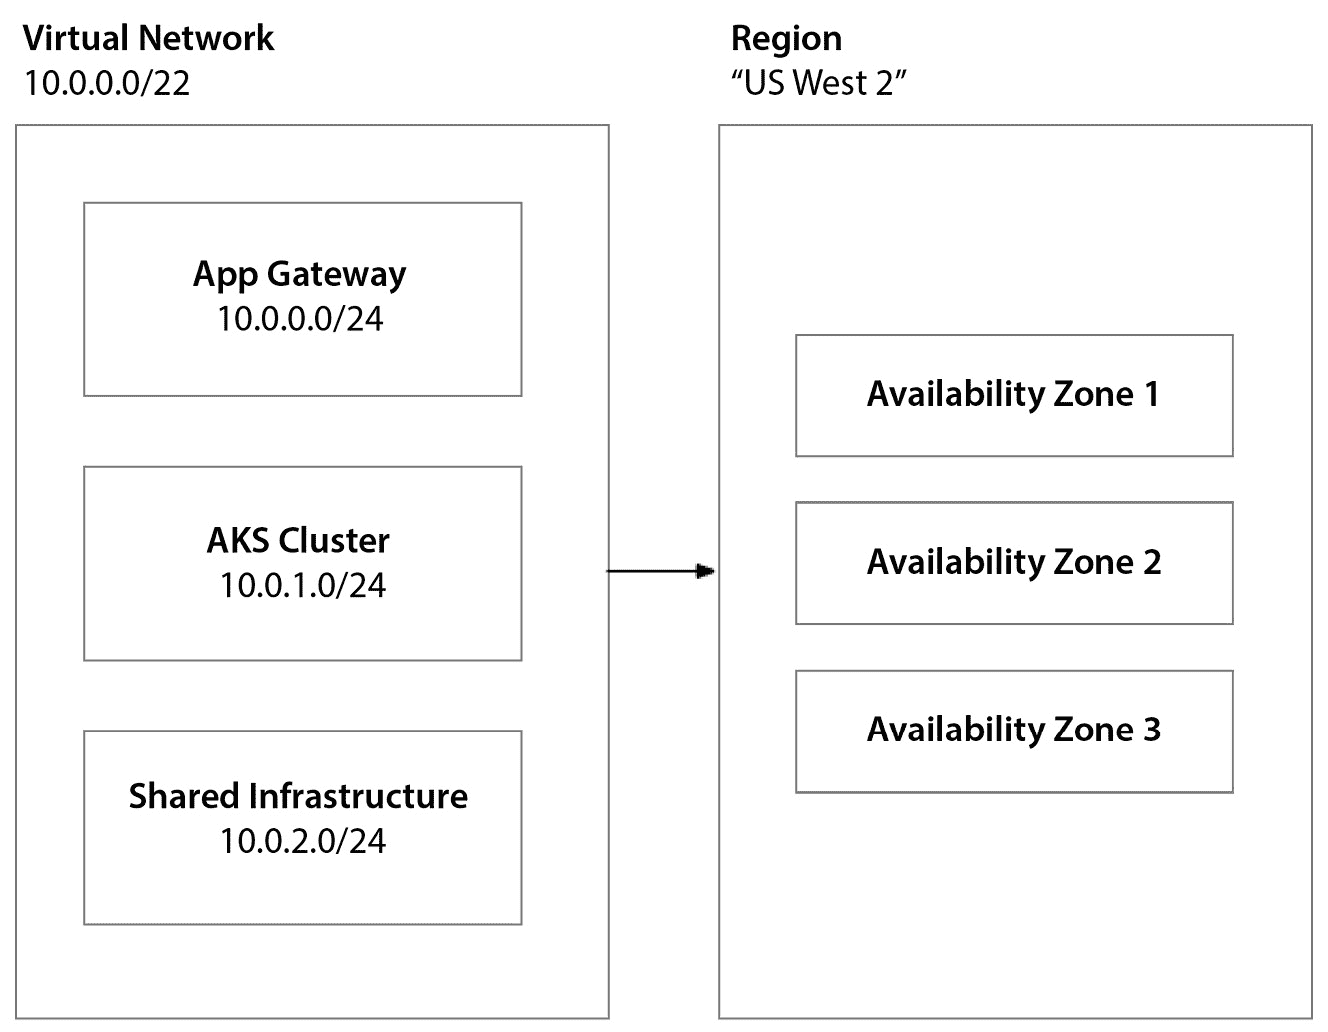 Virtual Network
10.0.0.0/22
App Gateway
10.0.0.0/24
AKS Cluster
10.0.1.0/24
Shared Infrastructure
10.0.2.0/24
Region
“US West 2”
Availability Zone 1
Availability Zone 2
Availability Zone 3